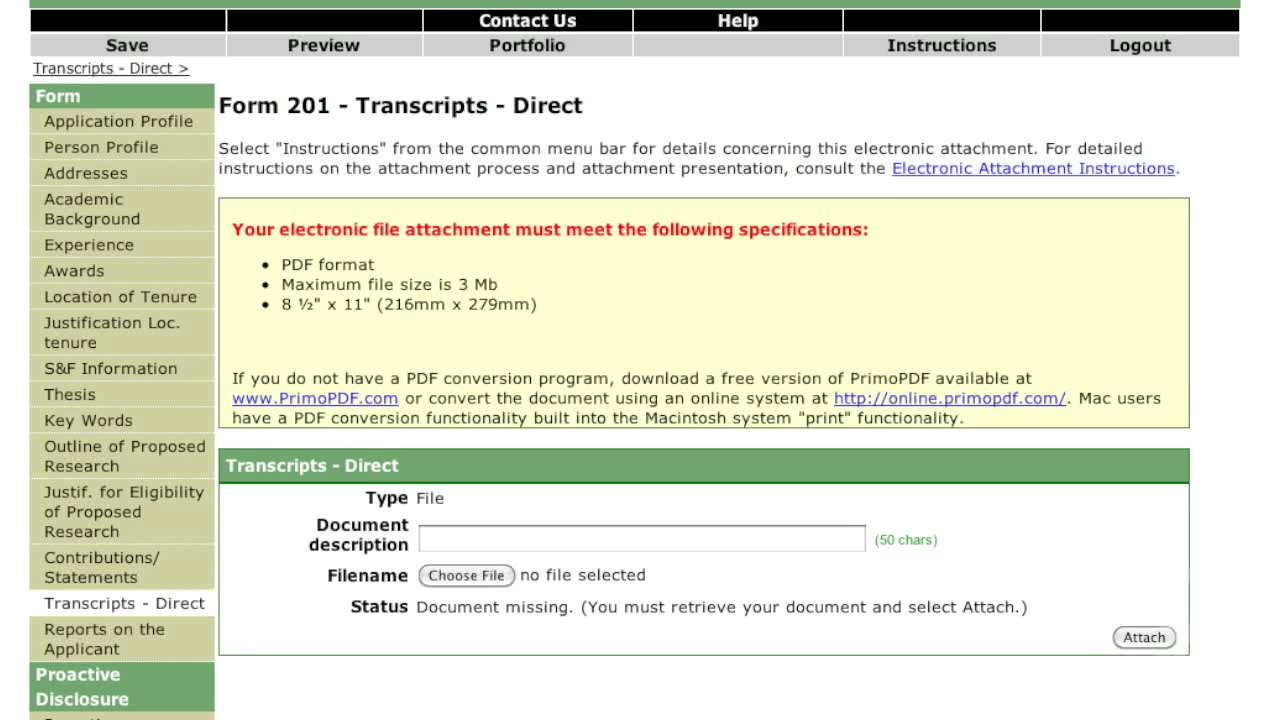 Contact Us Help
Save Preview Portfolio Instructions Logout
Transcripts - Direct >
Form
Application Profile
Person Profile
Addresses
Academic
Background
Experience
Awards
Location of Tenure
Justification Loc.
tenure
S&F Information
Thesis
Key Words
Outline of Proposed
Research
Justif. for Eligibility
of Proposed
Research
Contributions/
Statements
Transcripts - Direct
Reports on the
Applicant
Proactive
Disclosure
Form 201 - Transcripts - Direct
Select "Instructions" from the common menu bar for details concerning this electronic attachment. For detailed
instructions on the attachment process and attachment presentation, consult the Electronic Attachment Instructions.
Your electronic file attachment must meet the following specifications:
• PDF format
• Maximum file size is 3 Mb
• 8 ½" x 11" (216mm x 279mm)
If you do not have a PDF conversion program, download a free version of PrimoPDF available at
www.PrimoPDF.com or convert the document using an online system at http://online.primopdf.com/. Mac users
have a PDF conversion functionality built into the Macintosh system "print" functionality.
Transcripts - Direct
Type File
Document
description (50 chars)
Filename Choose File no file selected
Status Document missing. (You must retrieve your document and select Attach.)
Attach